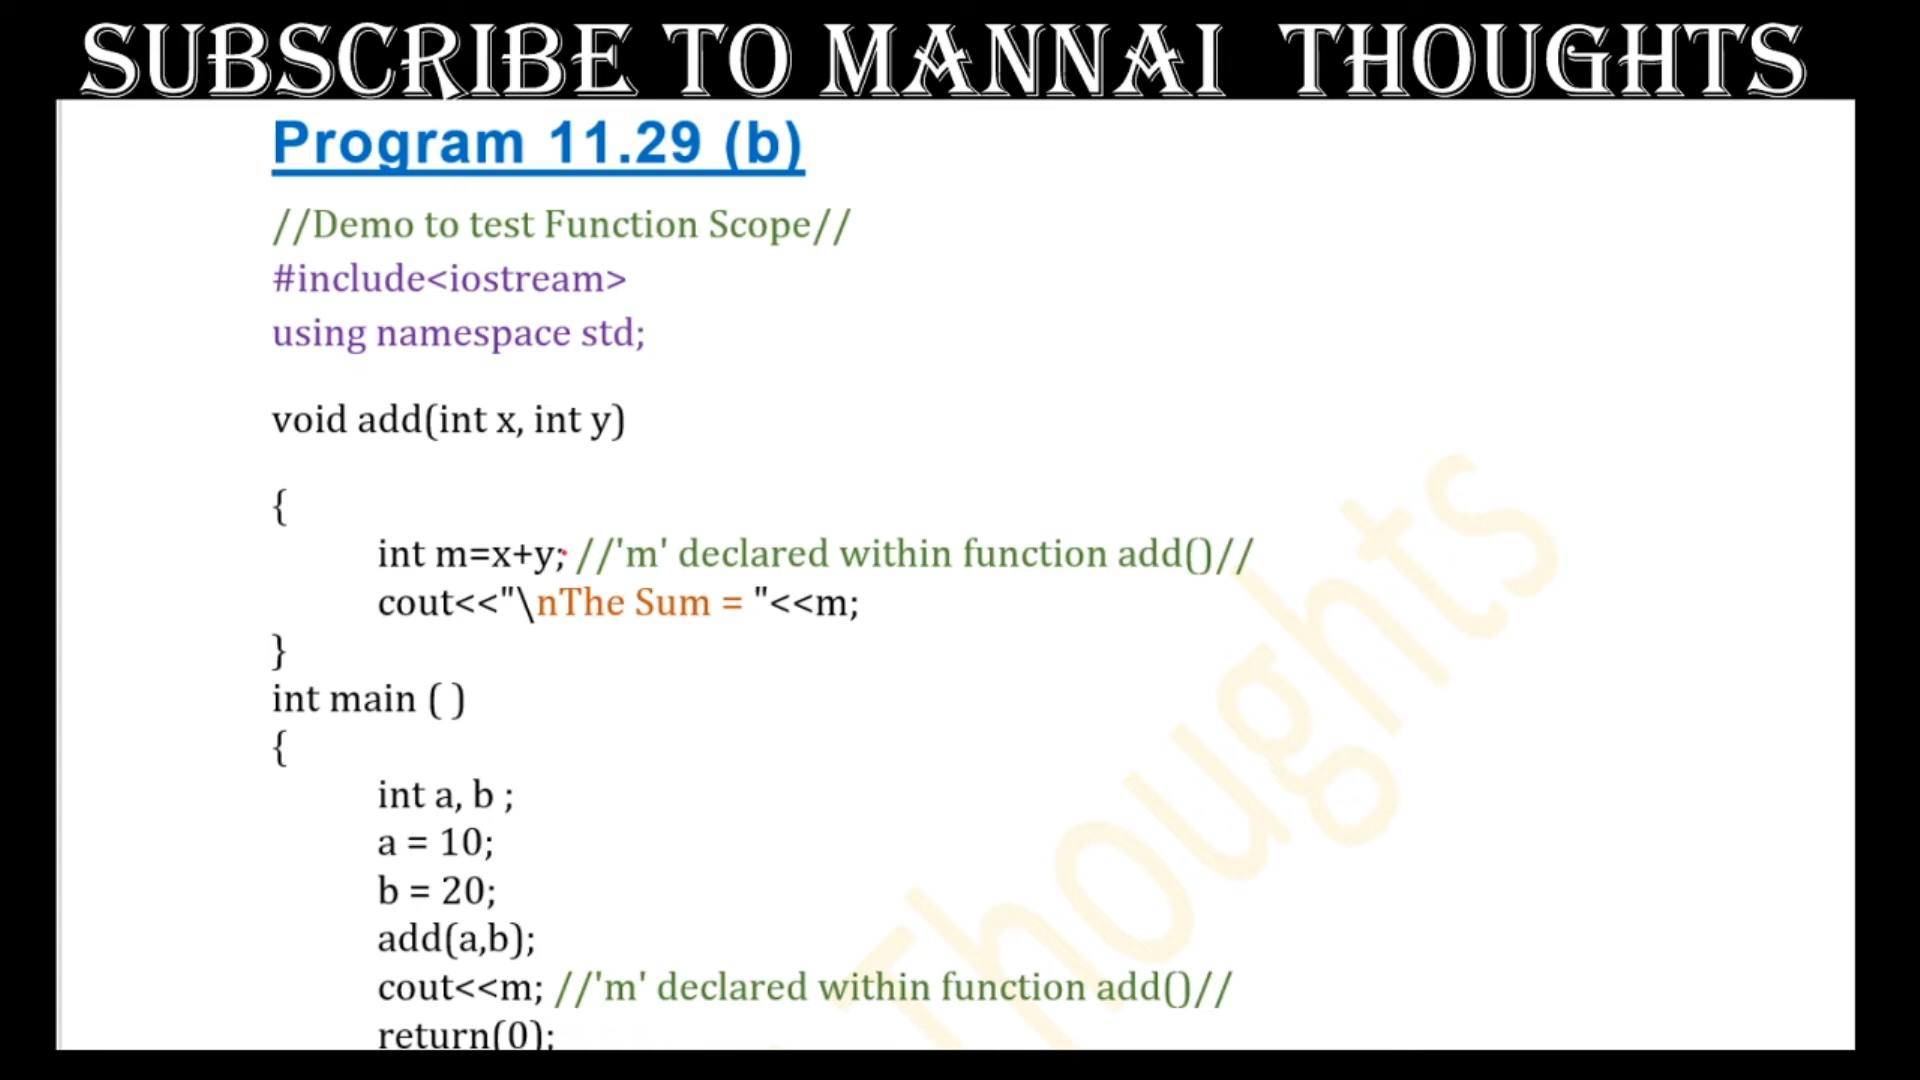 SUBSCRIBE TO MANNAI THOUGHTS
Program 11.29 (b)
//Demo to test Function Scope//
#include<iostream>
using namespace std;
void add(int x, int y)
{
int m=x+y; //'m' declared within function add()//
cout<<"\nThe Sum = "<<m;
}
int main ( )
{
int a, b ;
a = 10;
b = 20;
add(a,b);
cout<<m; //'m' declared within function add()//
return(0);
Thoughts